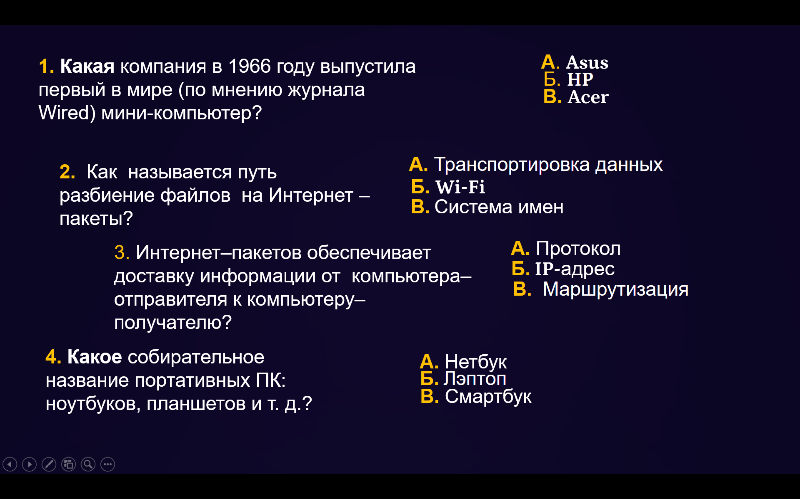 1. Какая компания в 1966 году выпустила
первый в мире (по мнению журнала
Wired) мини-компьютер?
А. Asus
Б. HP
В. Acer
2. Как называется путь
разбиение файлов на Интернет –
пакеты?
А. Транспортировка данных
Б. Wi-Fi
В. Система имен
3. Интернет–пакетов обеспечивает
доставку информации от компьютера–
отправителя к компьютеру–
получателю?
А. Протокол
Б. IP-адрес
В. Маршрутизация
4. Какое собирательное
название портативных ПК:
ноутбуков, планшетов и т. д.?
А. Нетбук
Б. Лэптоп
В. Смартбук